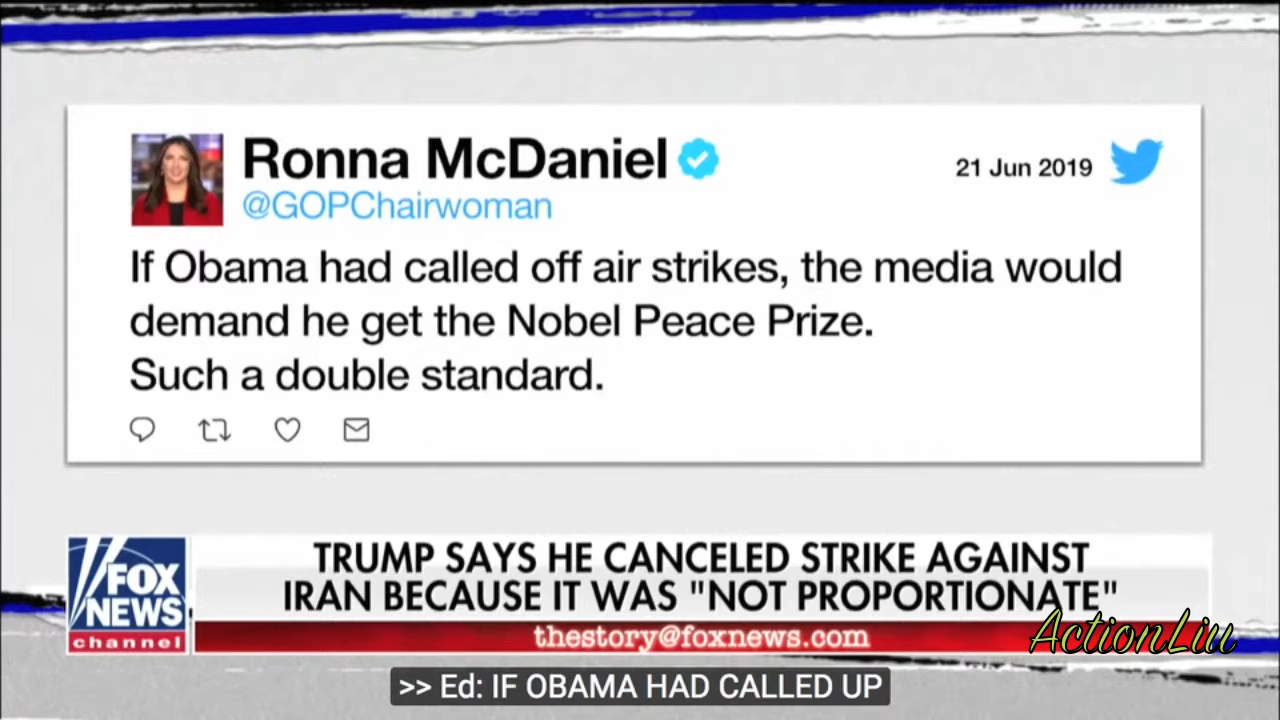 Ronna McDaniel
@GOPChairwoman
21 Jun 2019
If Obama had called off air strikes, the media would
demand he get the Nobel Peace Prize.
Such a double standard.
FOX
NEWS
channel
TRUMP SAYS HE CANCELED STRIKE AGAINST
IRAN BECAUSE IT WAS "NOT PROPORTIONATE"
thestory@foxnews.com
ActionLiu
>> Ed: IF OBAMA HAD CALLED UP